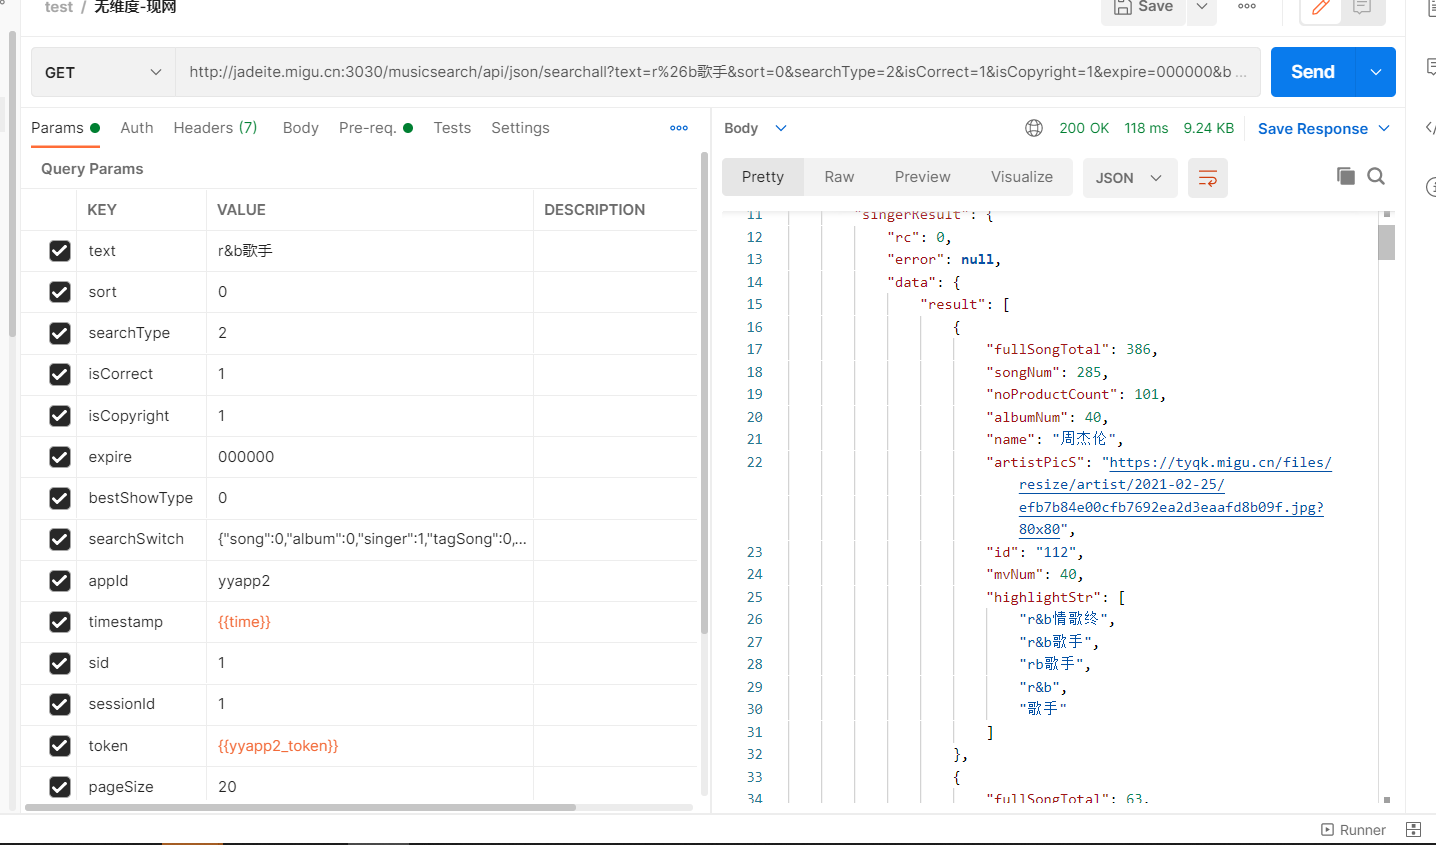 test / 无维度-现网
Save
GET
http://jadeite.migu.cn:3030/musicsearch/api/json/searchall?text=r%26b歌手&sort=0&searchType=2&isCorrect=1&isCopyright=1&expire=000000&b ...
Send
Params Auth Headers (7) Body Pre-req. Tests Settings
Body 200 OK 118 ms 9.24 KB Save Response
Query Params
Pretty Raw Preview Visualize JSON
KEY VALUE DESCRIPTION
text r&b歌手
sort 0
searchType 2
isCorrect 1
isCopyright 1
expire 000000
bestShowType 0
searchSwitch {"song":0,"album":0,"singer":1,"tagSong":0,...
appId yyapp2
timestamp {{time}}
sid 1
sessionId 1
token {{yyapp2_token}}
pageSize 20
11 "singerResult": {
12 "rc": 0,
13 "error": null,
14 "data": {
15 "result": [
16 {
17 "fullSongTotal": 386,
18 "songNum": 285,
19 "noProductCount": 101,
20 "albumNum": 40,
21 "name": "周杰伦",
22 "artistPicS": "https://tyqk.migu.cn/files/
resize/artist/2021-02-25/
efb7b84e00cfb7692ea2d3eaafd8b09f.jpg?
80x80",
23 "id": "112",
24 "mvNum": 40,
25 "highlightStr": [
26 "r&b情歌终",
27 "r&b歌手",
28 "rb歌手",
29 "r&b",
30 "歌手"
31 ]
32 },
33 {
34 "fullSongTotal": 63,
Runner